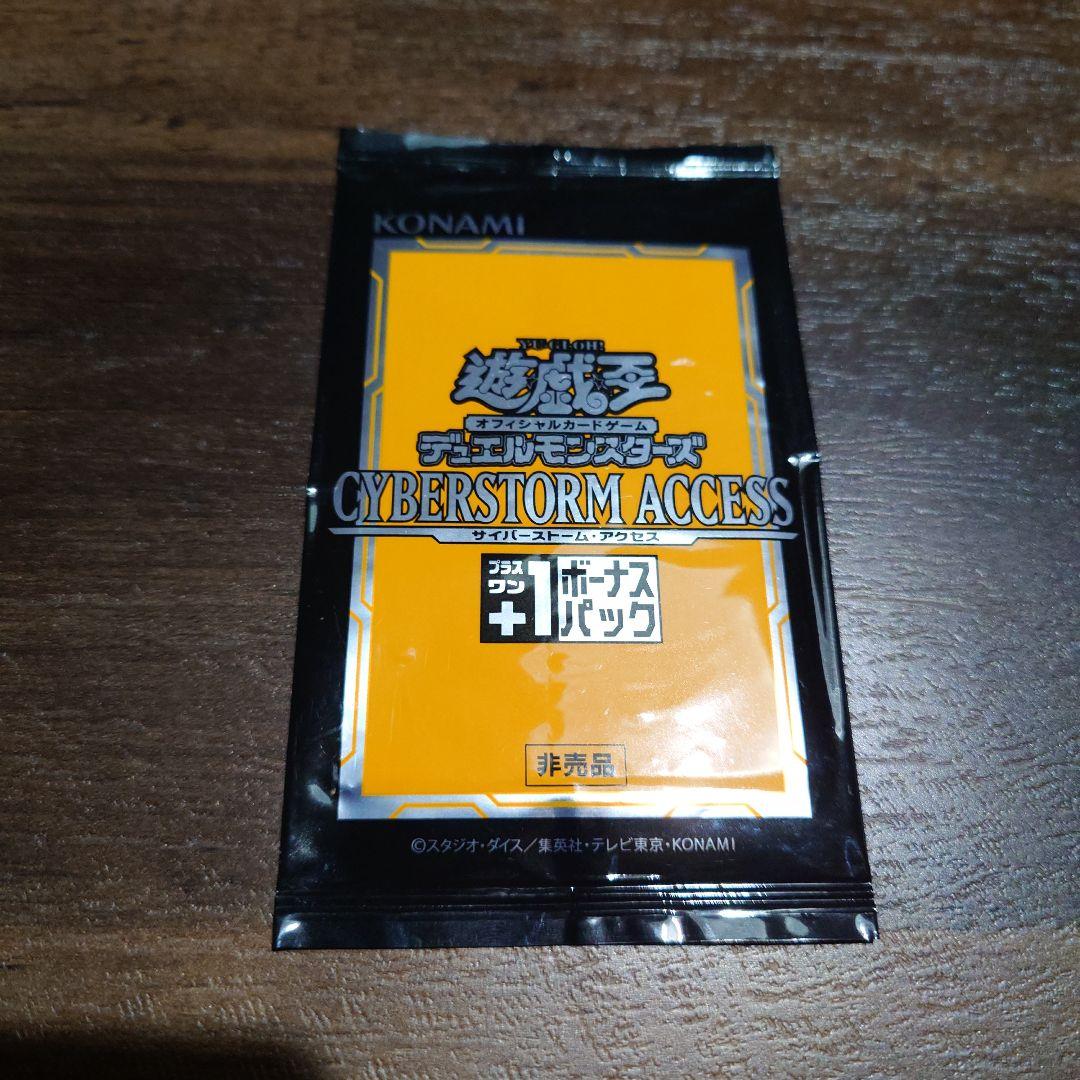 KONAMI
YU-GI-OH!
遊戯王
オフィシャルカードゲーム
デュエルモンスターズ
CYBERSTORM ACCESS
サイバーストーム・アクセス
プラス
ワン
+1
ボーナス
パック
非売品
©スタジオ・ダイス／集英社・テレビ東京・KONAMI